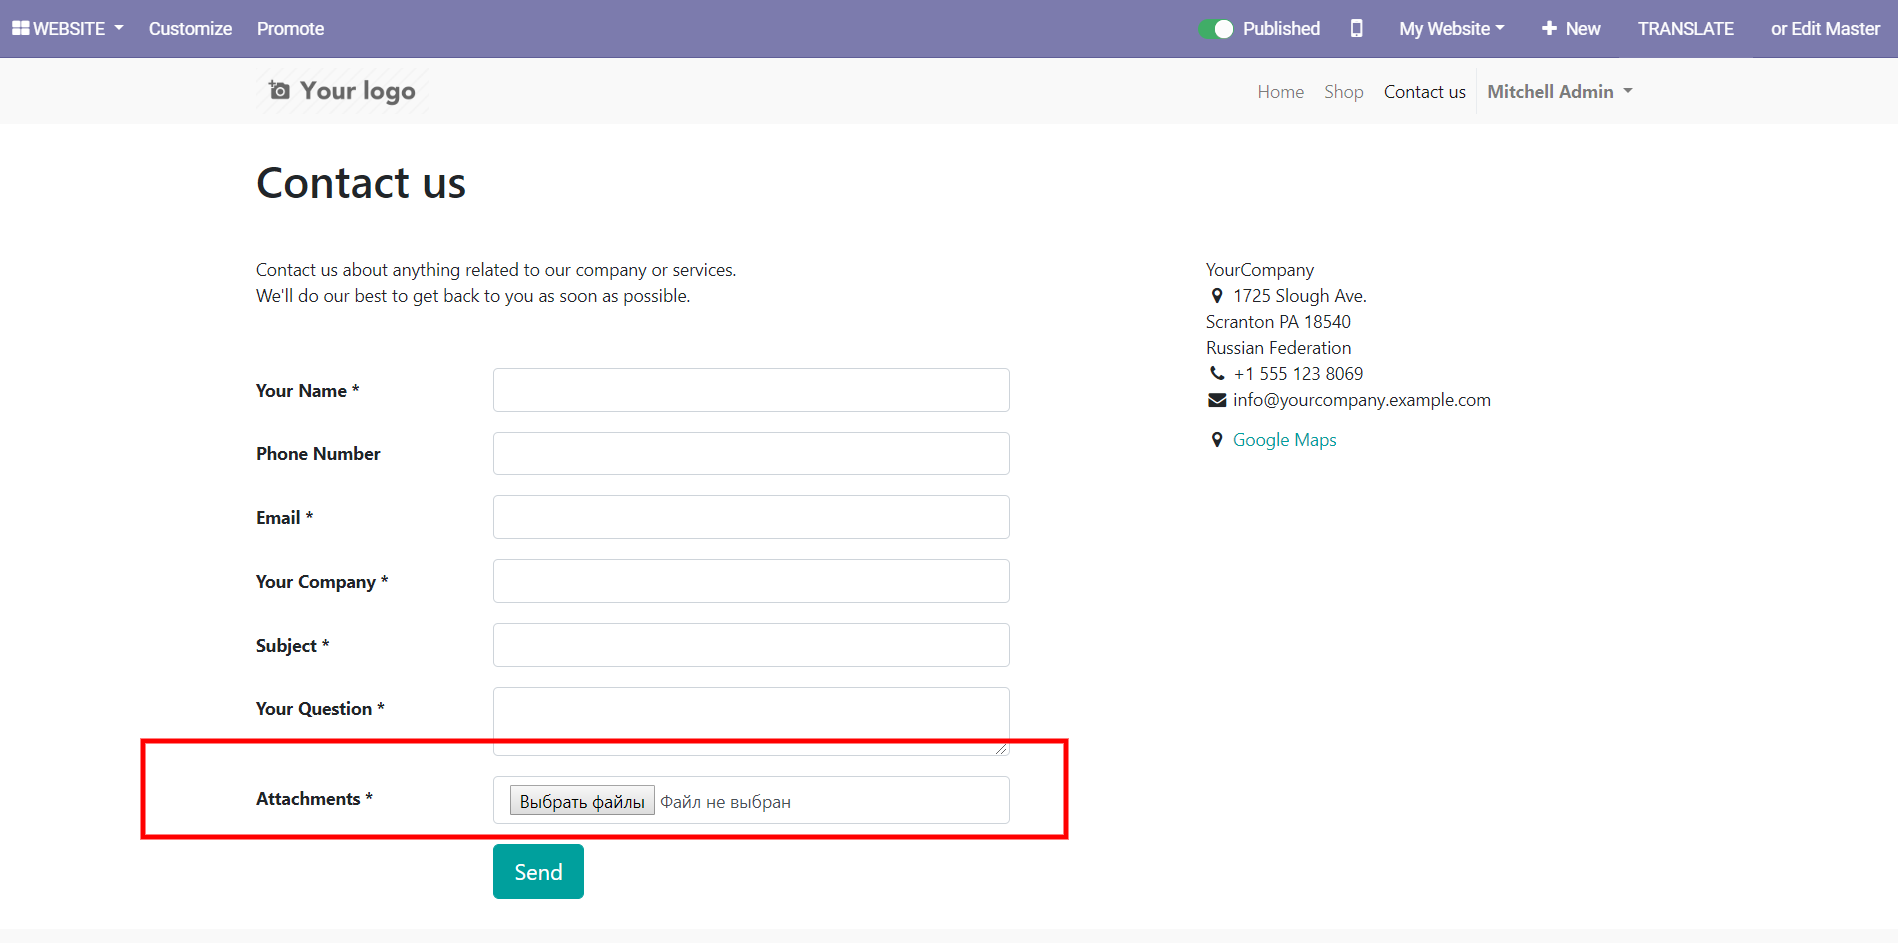 WEBSITE Customize Promote Published My Website New TRANSLATE or Edit Master
Your logo Home Shop Contact us Mitchell Admin
Contact us
Contact us about anything related to our company or services.
We'll do our best to get back to you as soon as possible.
YourCompany
1725 Slough Ave.
Scranton PA 18540
Russian Federation
+1 555 123 8069
info@yourcompany.example.com
Google Maps
Your Name *
Phone Number
Email *
Your Company *
Subject *
Your Question *
Attachments * Выбрать файлы Файл не выбран
Send